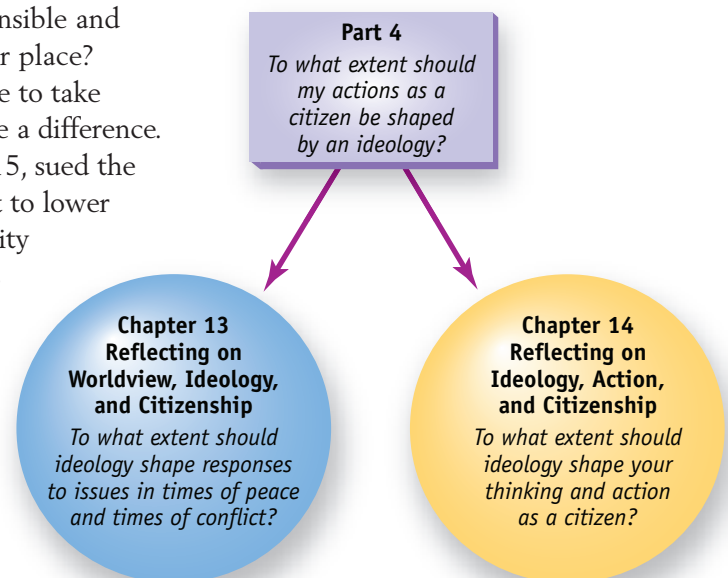 nsible and
r place?
e to take
e a difference.
5, sued the
t to lower
ity
Part 4
To what extent should
my actions as a
citizen be shaped
by an ideology?
Chapter 13
Reflecting on
Worldview, Ideology,
and Citizenship
To what extent should
ideology shape responses
to issues in times of peace
and times of conflict?
Chapter 14
Reflecting on
Ideology, Action,
and Citizenship
To what extent should
ideology shape your
thinking and action
as a citizen?